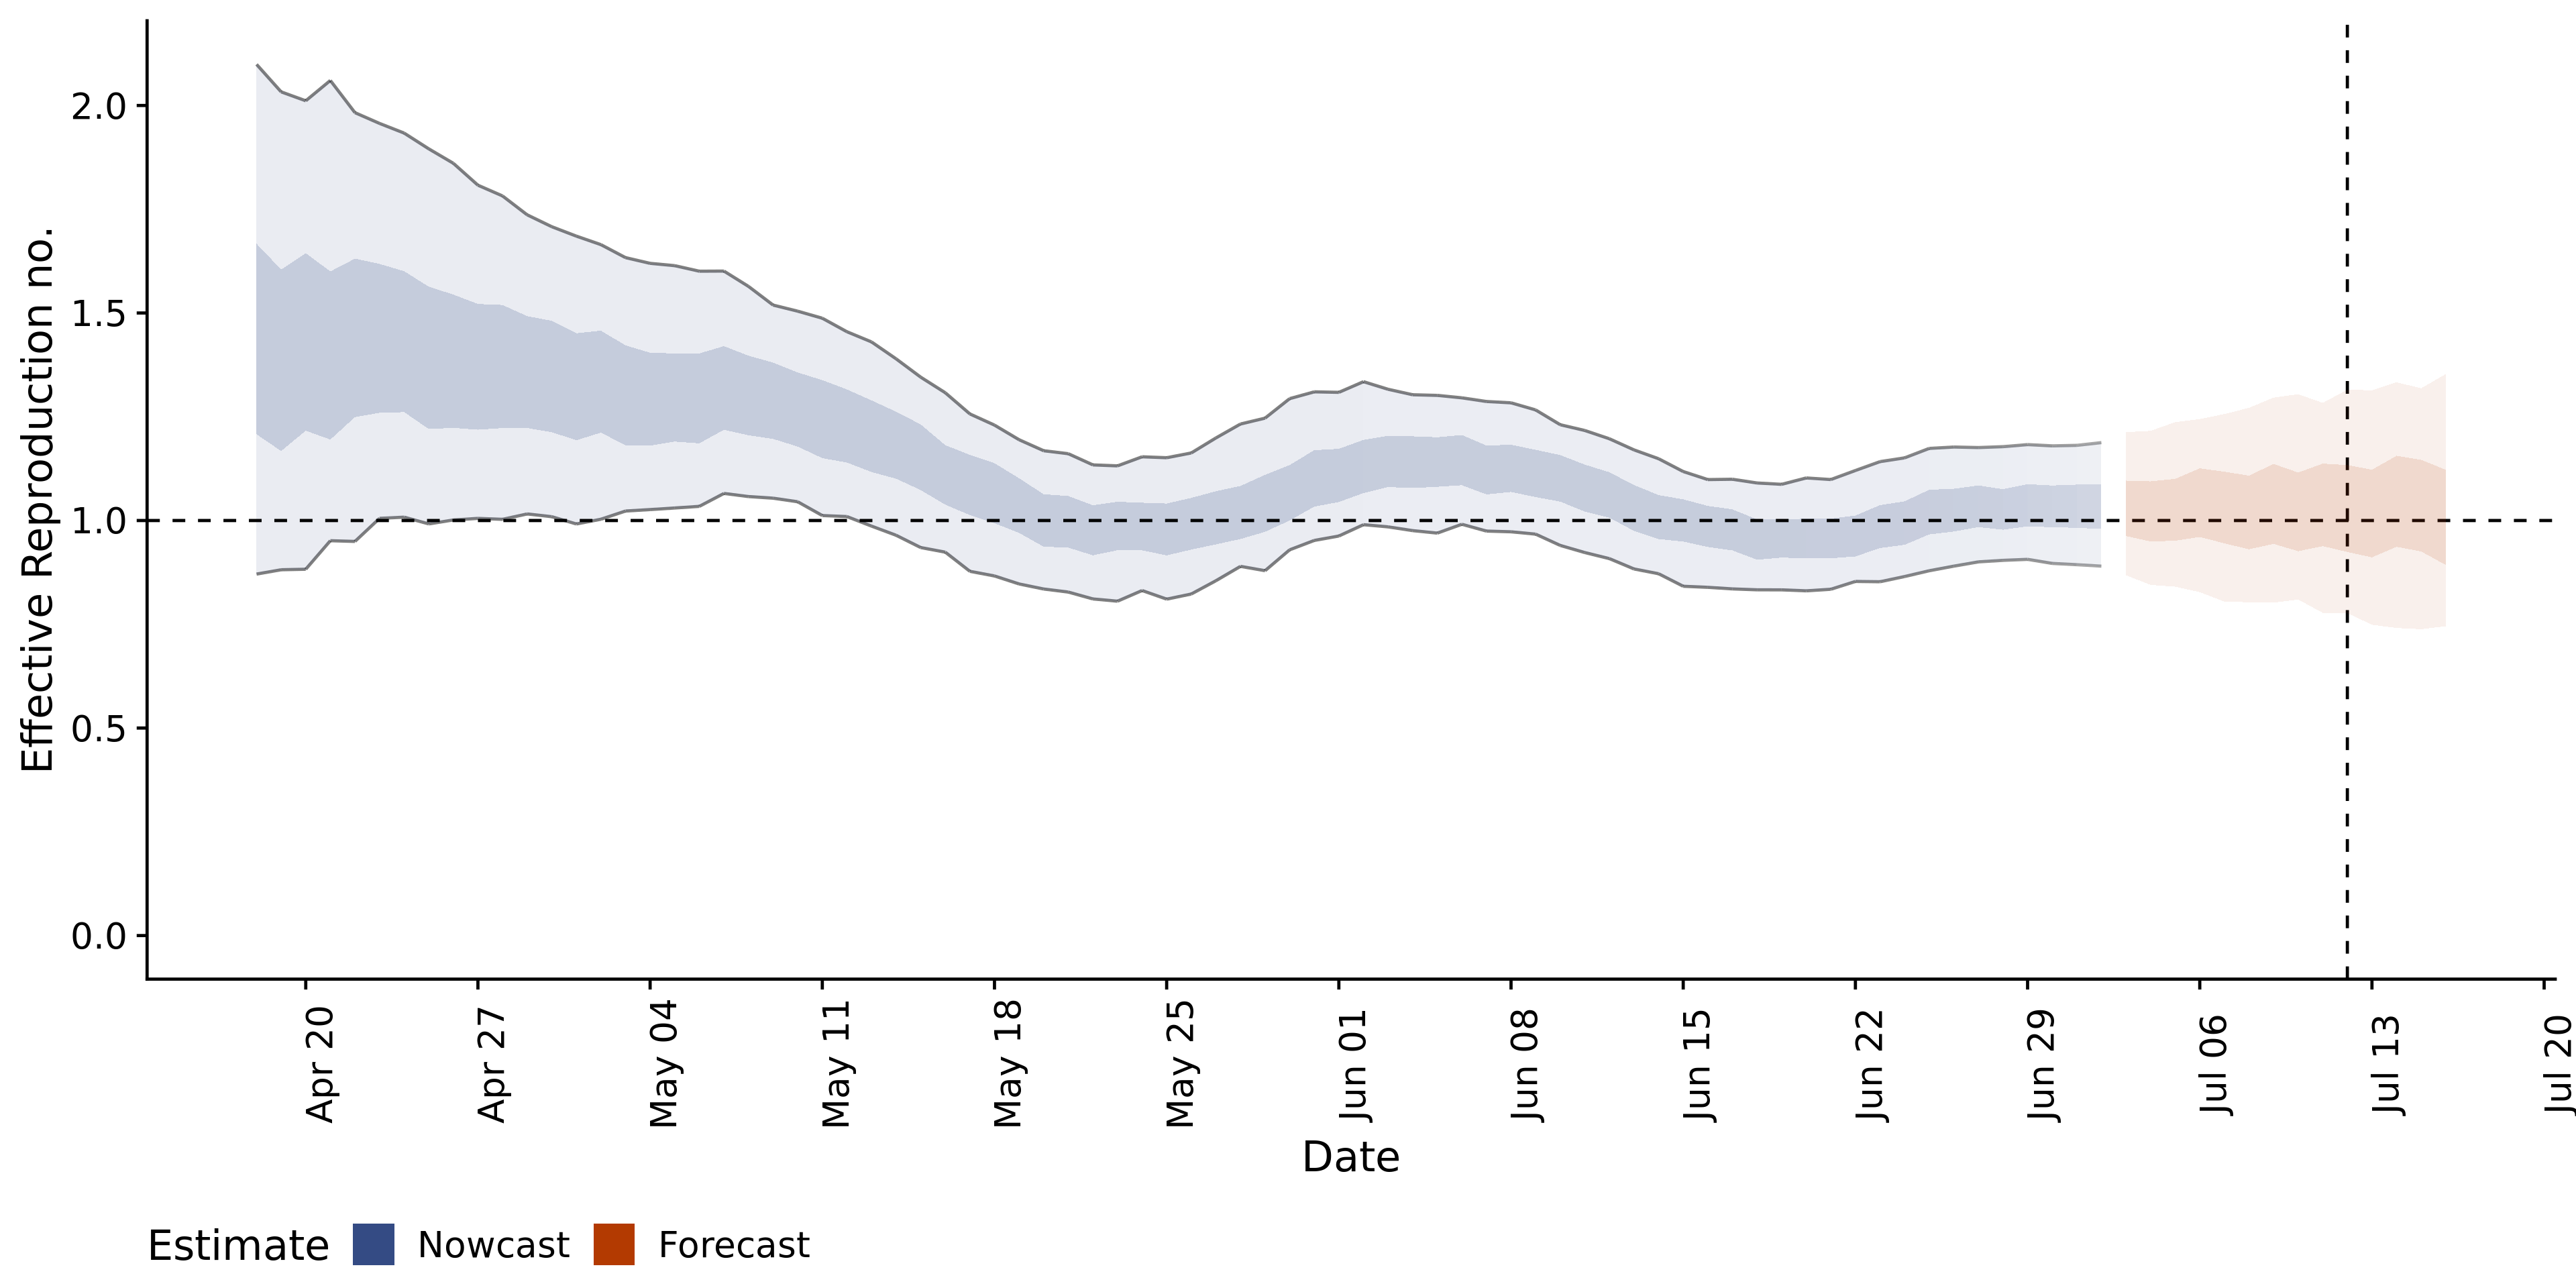 Effective Reproduction no.
2.0
1.5
1.0
0.5
0.0
Apr 20
Apr 27
May 04
May 11
May 18
May 25
Jun 01
Jun 08
Jun 15
Jun 22
Jun 29
Jul 06
Jul 13
Jul 20
Date
Estimate Nowcast Forecast